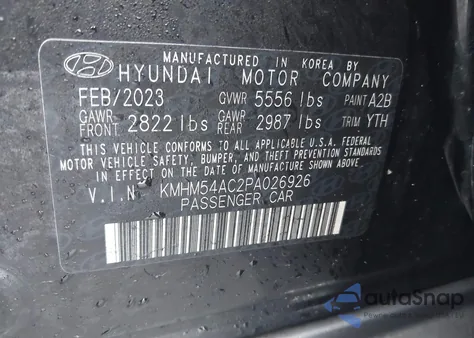 MANUFACTURED IN KOREA BY
HYUNDAI MOTOR COMPANY
FEB/2023 GVWR 5556 lbs PAINT A2B
GAWR FRONT 2822 lbs GAWR REAR 2987 lbs TRIM YTH
THIS VEHICLE CONFORMS TO ALL APPLICABLE U.S.A. FEDERAL
MOTOR VEHICLE SAFETY, BUMPER, AND THEFT PREVENTION STANDARDS
IN EFFECT ON THE DATE OF MANUFACTURE SHOWN ABOVE.
V.I.N. KMHM54AC2PA026926
PASSENGER CAR
autoSnap